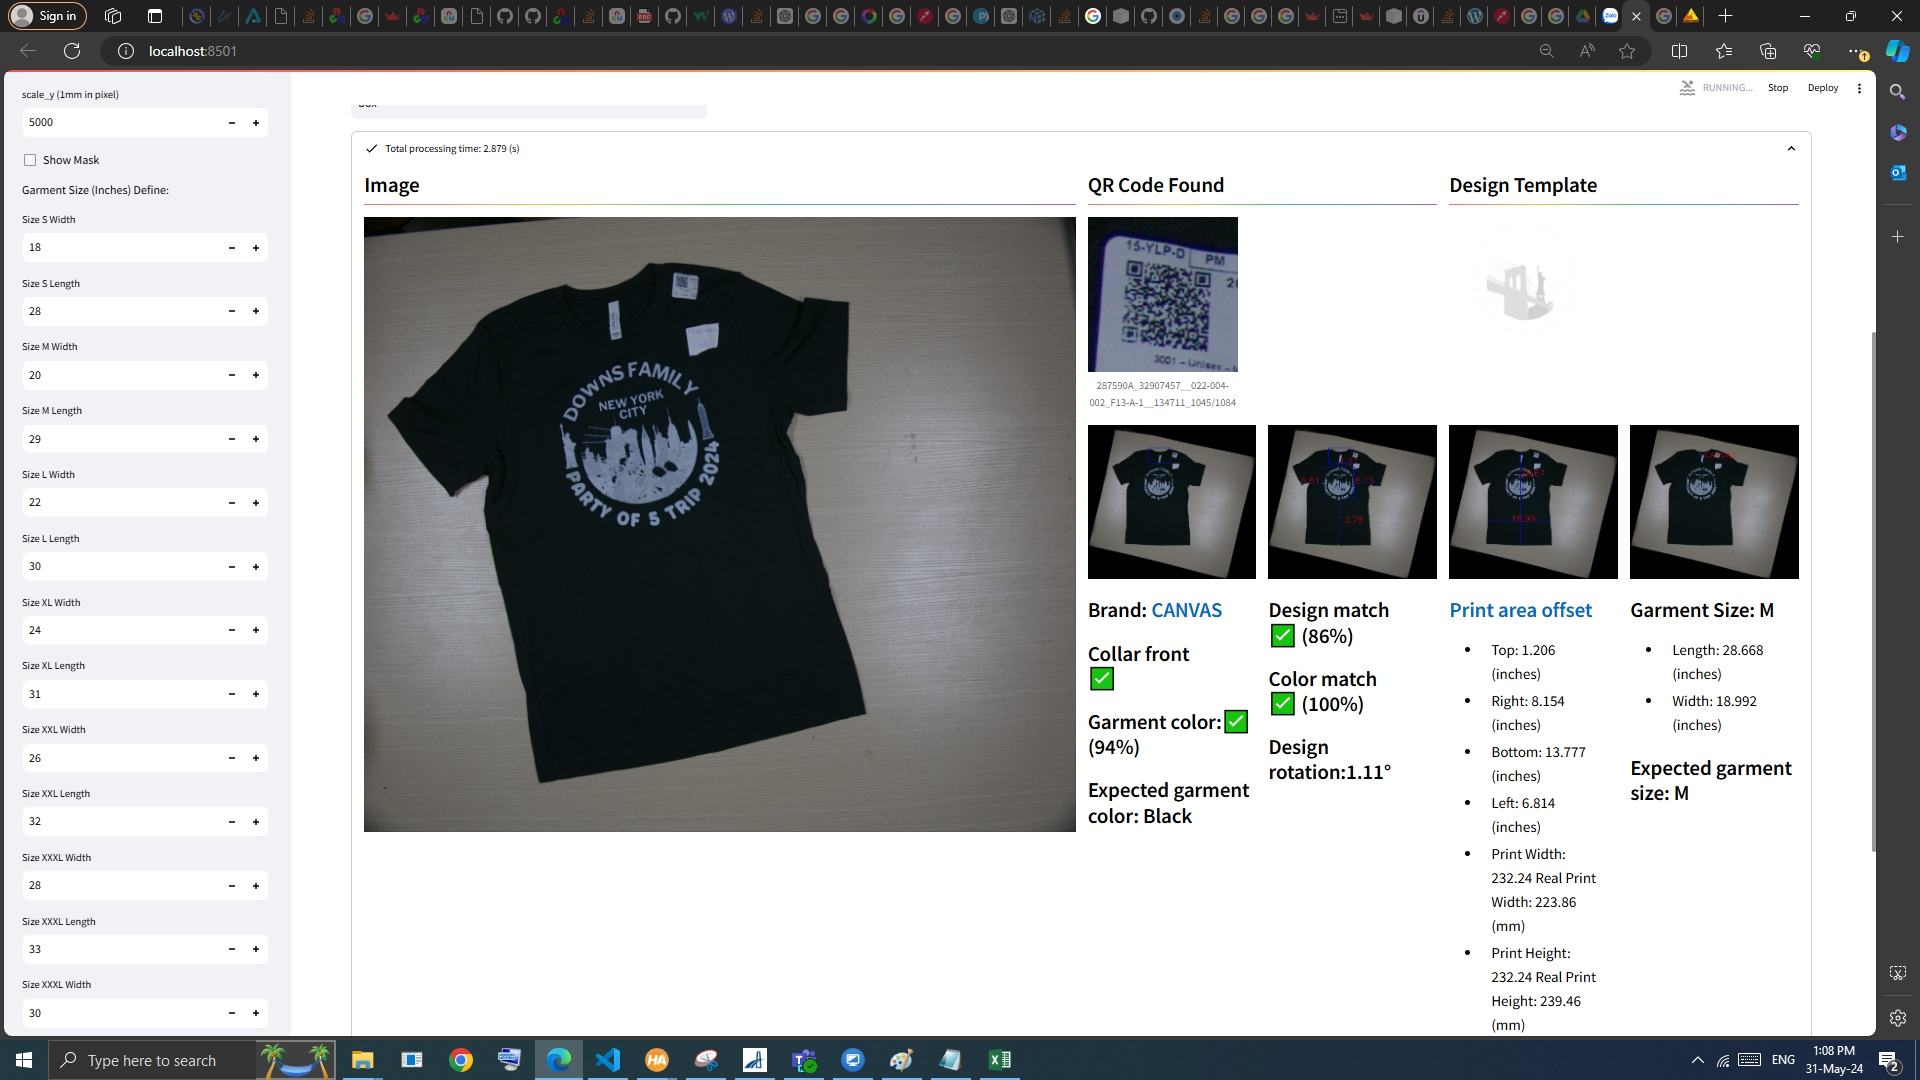 Sign in
localhost:8501
scale_y (1mm in pixel)
5000
Show Mask
Garment Size (Inches) Define:
Size S Width
18
Size S Length
28
Size M Width
20
Size M Length
29
Size L Width
22
Size L Length
30
Size XL Width
24
Size XL Length
31
Size XXL Width
26
Size XXL Length
32
Size XXXL Width
28
Size XXXL Length
33
Size XXXL Width
30
RUNNING...
Stop
Deploy
Total processing time: 2.879 (s)
Image
DOWNS FAMILY
NEW YORK
CITY
PARTY OF 5 TRIP 2024
QR Code Found
15-YLP-D
PM
287590A_32907457__022-004-
002_F13-A-1__134711_1045/1084
Design Template
Brand: CANVAS
Collar front
Garment color:
(94%)
Expected garment
color: Black
Design match
(86%)
Color match
(100%)
Design
rotation:1.11°
Print area offset
Top: 1.206
(inches)
Right: 8.154
(inches)
Bottom: 13.777
(inches)
Left: 6.814
(inches)
Print Width:
232.24 Real Print
Width: 223.86
(mm)
Print Height:
232.24 Real Print
Height: 239.46
(mm)
Garment Size: M
Length: 28.668
(inches)
Width: 18.992
(inches)
Expected garment
size: M
Type here to search
ENG
1:08 PM
31-May-24
2